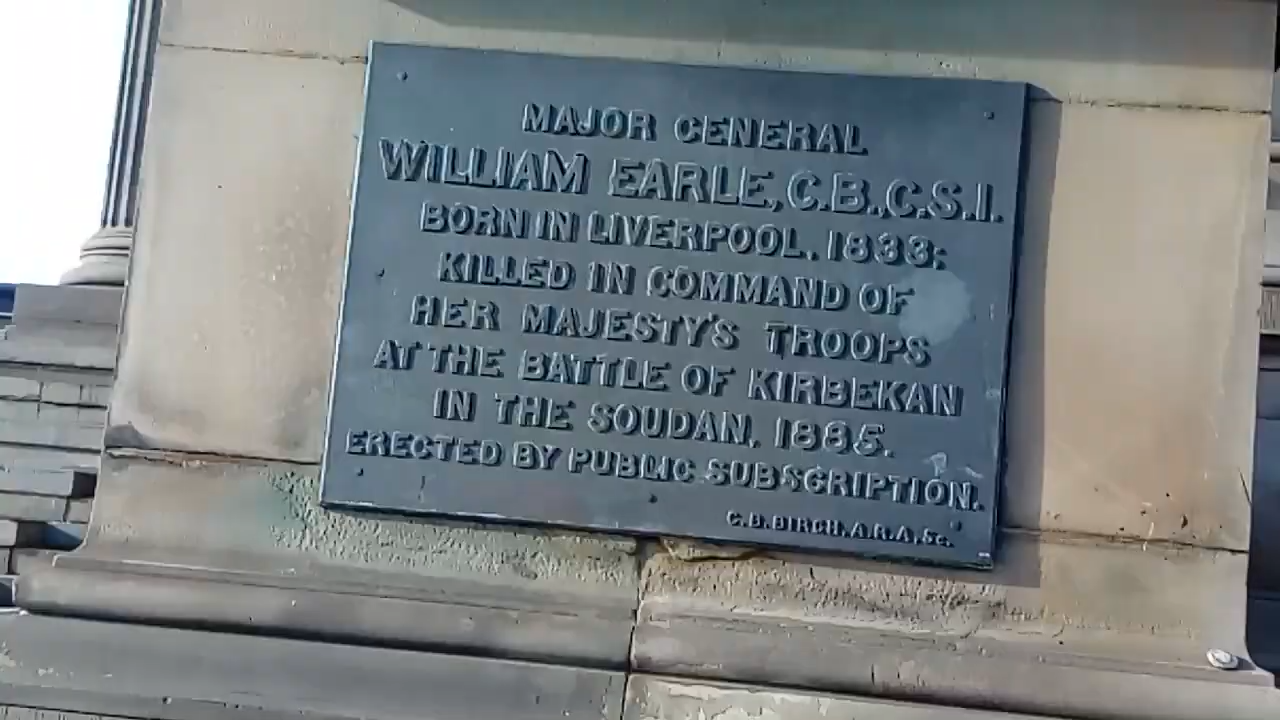 MAJOR GENERAL
WILLIAM EARLE, C.B., C.S.I.
BORN IN LIVERPOOL, 1833;
KILLED IN COMMAND OF
HER MAJESTY'S TROOPS
AT THE BATTLE OF KIRBEKAN
IN THE SOUDAN, 1885.
ERECTED BY PUBLIC SUBSCRIPTION.
C.B. BIRCH, A.R.A, Sc.